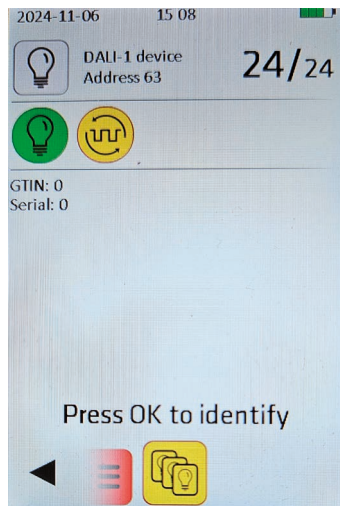 2024-11-06 15 08
DALI-1 device
Address 63
24/24
GTIN: 0
Serial: 0
Press OK to identify